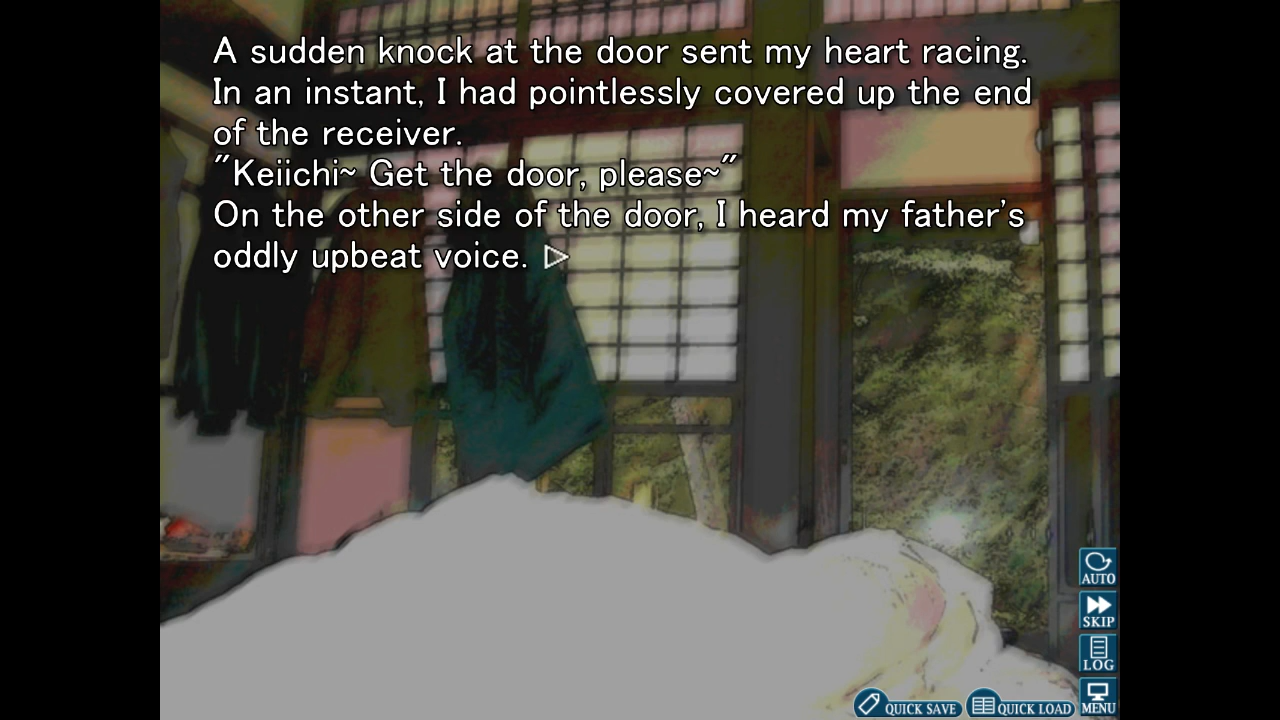 A sudden knock at the door sent my heart racing.
In an instant, I had pointlessly covered up the end
of the receiver.
"Keiichi~ Get the door, please~"
On the other side of the door, I heard my father's
oddly upbeat voice.
AUTO
SKIP
LOG
MENU
QUICK SAVE
QUICK LOAD